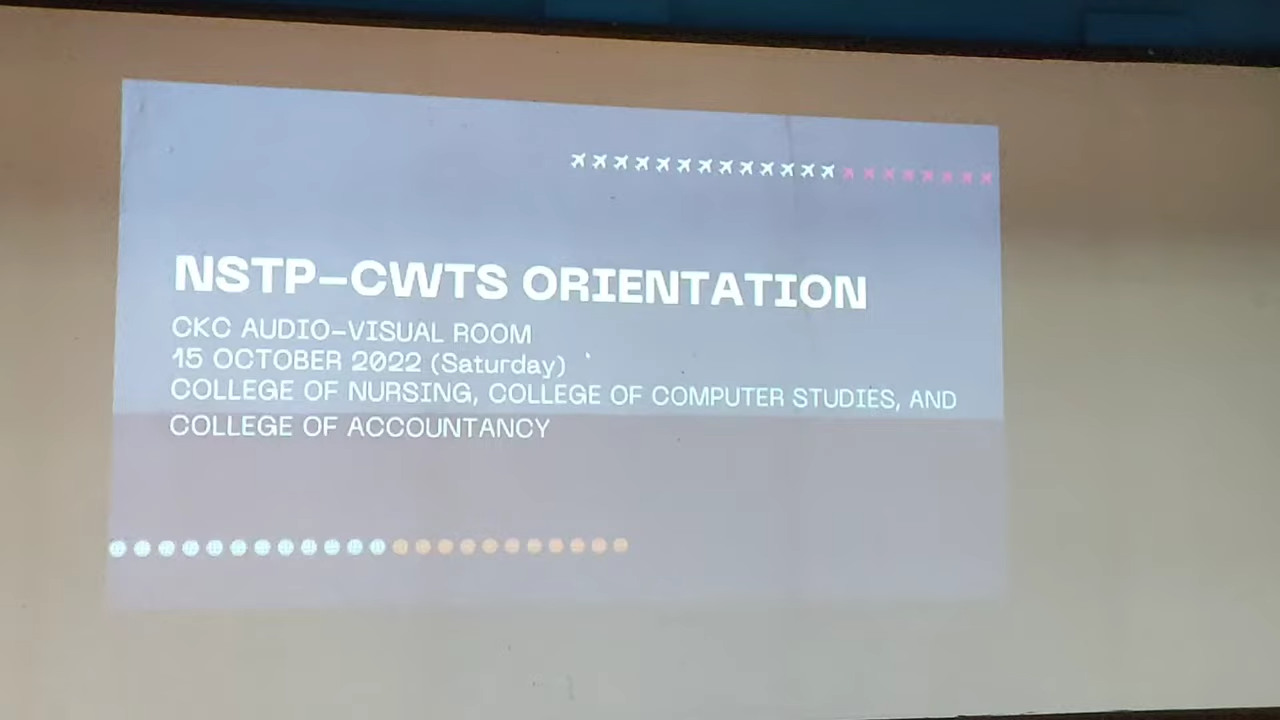 NSTP-CWTS ORIENTATION
CKC AUDIO-VISUAL ROOM
15 OCTOBER 2022 (Saturday)
COLLEGE OF NURSING, COLLEGE OF COMPUTER STUDIES, AND
COLLEGE OF ACCOUNTANCY